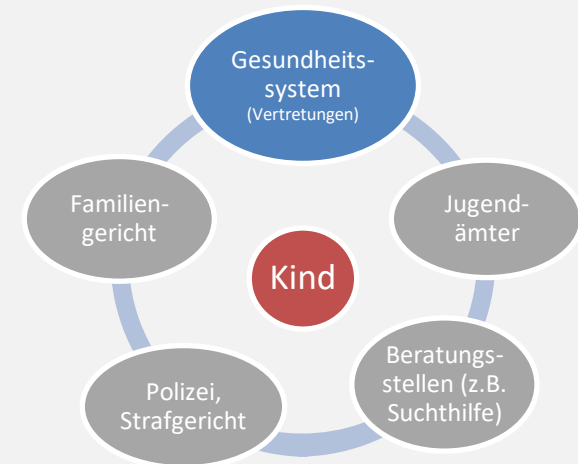 Gesundheits-
system
(Vertretungen)
Familien-
gericht
Jugend-
ämter
Kind
Polizei,
Strafgericht
Beratungs-
stellen (z.B.
Suchthilfe)